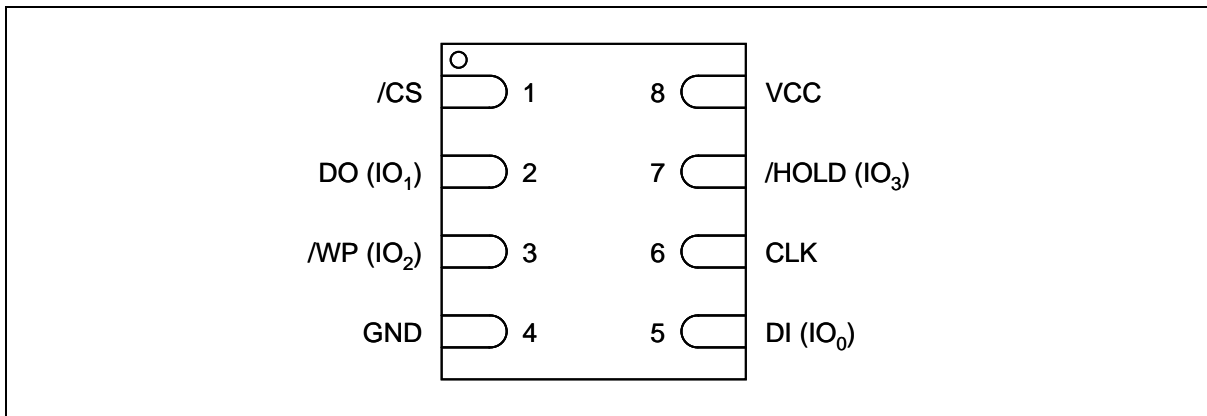 /CS 1 8 VCC
DO (IO₁) 2 7 /HOLD (IO₃)
/WP (IO₂) 3 6 CLK
GND 4 5 DI (IO₀)